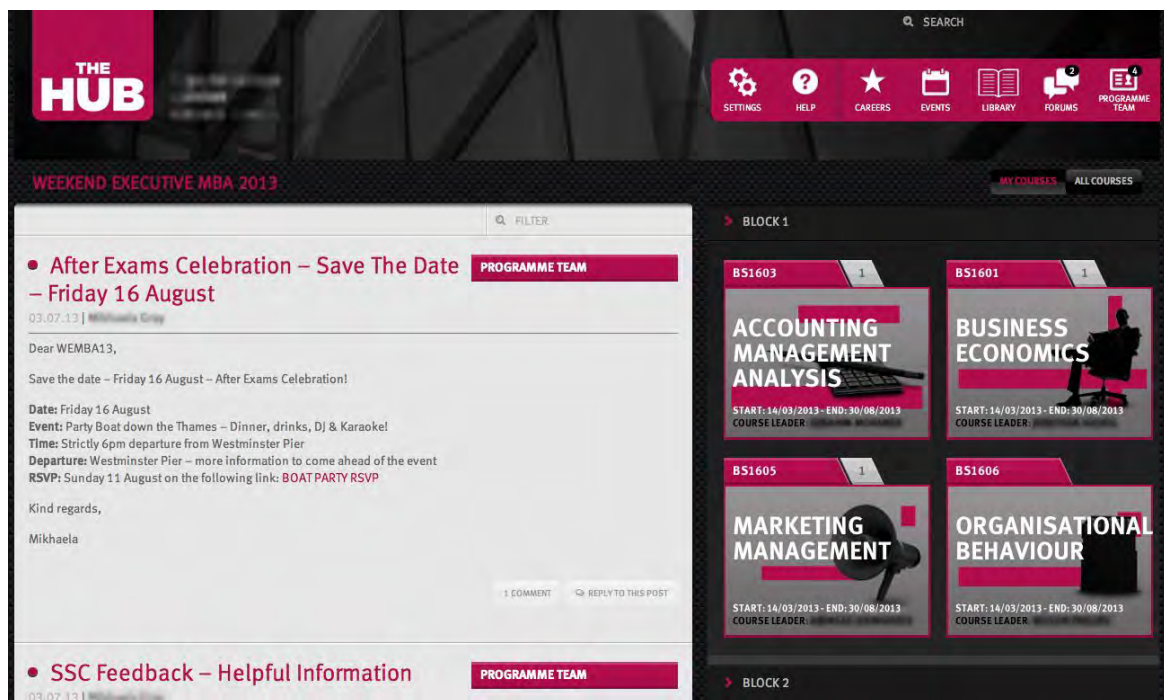 THE
HUB
SEARCH
SETTINGS
HELP
CAREERS
EVENTS
LIBRARY
2
FORUMS
4
PROGRAMME
TEAM
WEEKEND EXECUTIVE MBA 2013
MY COURSES
ALL COURSES
FILTER
• After Exams Celebration – Save The Date
– Friday 16 August
PROGRAMME TEAM
03.07.13 |
Dear WEMBA13,
Save the date – Friday 16 August – After Exams Celebration!
Date: Friday 16 August
Event: Party Boat down the Thames – Dinner, drinks, DJ & Karaoke!
Time: Strictly 6pm departure from Westminster Pier
Departure: Westminster Pier – more information to come ahead of the event
RSVP: Sunday 11 August on the following link: BOAT PARTY RSVP
Kind regards,
Mikhaela
1 COMMENT
REPLY TO THIS POST
• SSC Feedback – Helpful Information
PROGRAMME TEAM
03.07.13 |
BLOCK 1
BS1603
1
ACCOUNTING
MANAGEMENT
ANALYSIS
START: 14/03/2013 - END: 30/08/2013
COURSE LEADER:
BS1601
1
BUSINESS
ECONOMICS
START: 14/03/2013 - END: 30/08/2013
COURSE LEADER:
BS1605
1
MARKETING
MANAGEMENT
START: 14/03/2013 - END: 30/08/2013
COURSE LEADER:
BS1606
ORGANISATIONAL
BEHAVIOUR
START: 14/03/2013 - END: 30/08/2013
COURSE LEADER:
BLOCK 2